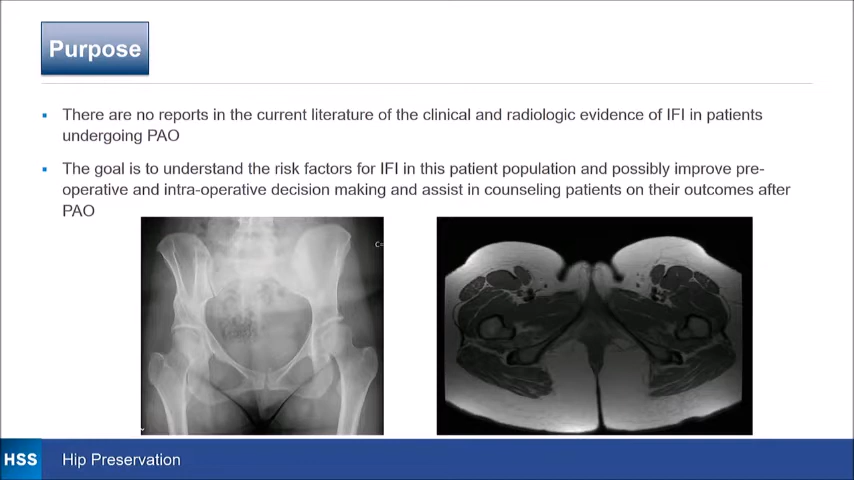 Purpose
There are no reports in the current literature of the clinical and radiologic evidence of IFI in patients
undergoing PAO
The goal is to understand the risk factors for IFI in this patient population and possibly improve pre-
operative and intra-operative decision making and assist in counseling patients on their outcomes after
PAO
C=
HSS
Hip Preservation